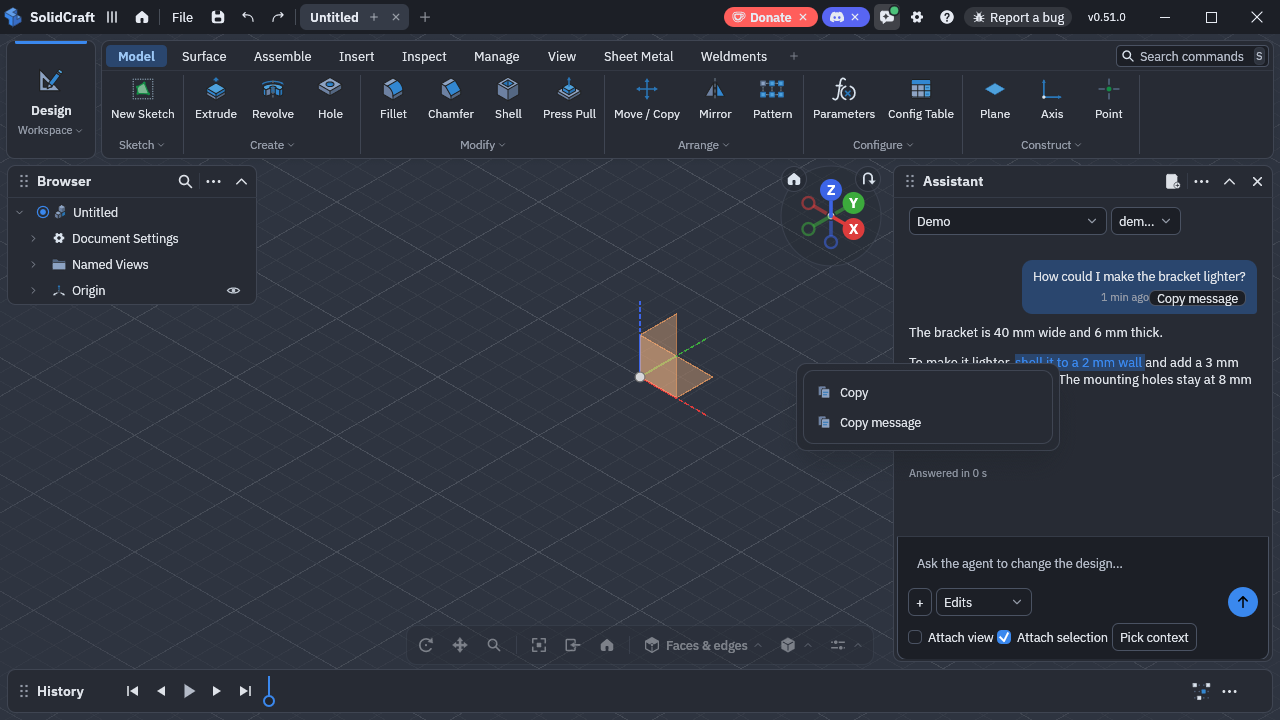 SolidCraft
File
Untitled
Donate
Report a bug
v0.51.0
Design
Workspace
Model
Surface
Assemble
Insert
Inspect
Manage
View
Sheet Metal
Weldments
Search commands
S
New Sketch
Extrude
Revolve
Hole
Fillet
Chamfer
Shell
Press Pull
Move / Copy
Mirror
Pattern
Parameters
Config Table
Plane
Axis
Point
Sketch
Create
Modify
Arrange
Configure
Construct
Browser
Untitled
Document Settings
Named Views
Origin
Z
Y
X
Assistant
Demo
dem...
How could I make the bracket lighter?
1 min ago
Copy message
The bracket is 40 mm wide and 6 mm thick.
To make it lighter, shell it to a 2 mm wall and add a 3 mm
The mounting holes stay at 8 mm
Copy
Copy message
Answered in 0 s
Ask the agent to change the design...
+
Edits
Attach view
Attach selection
Pick context
Faces & edges
History